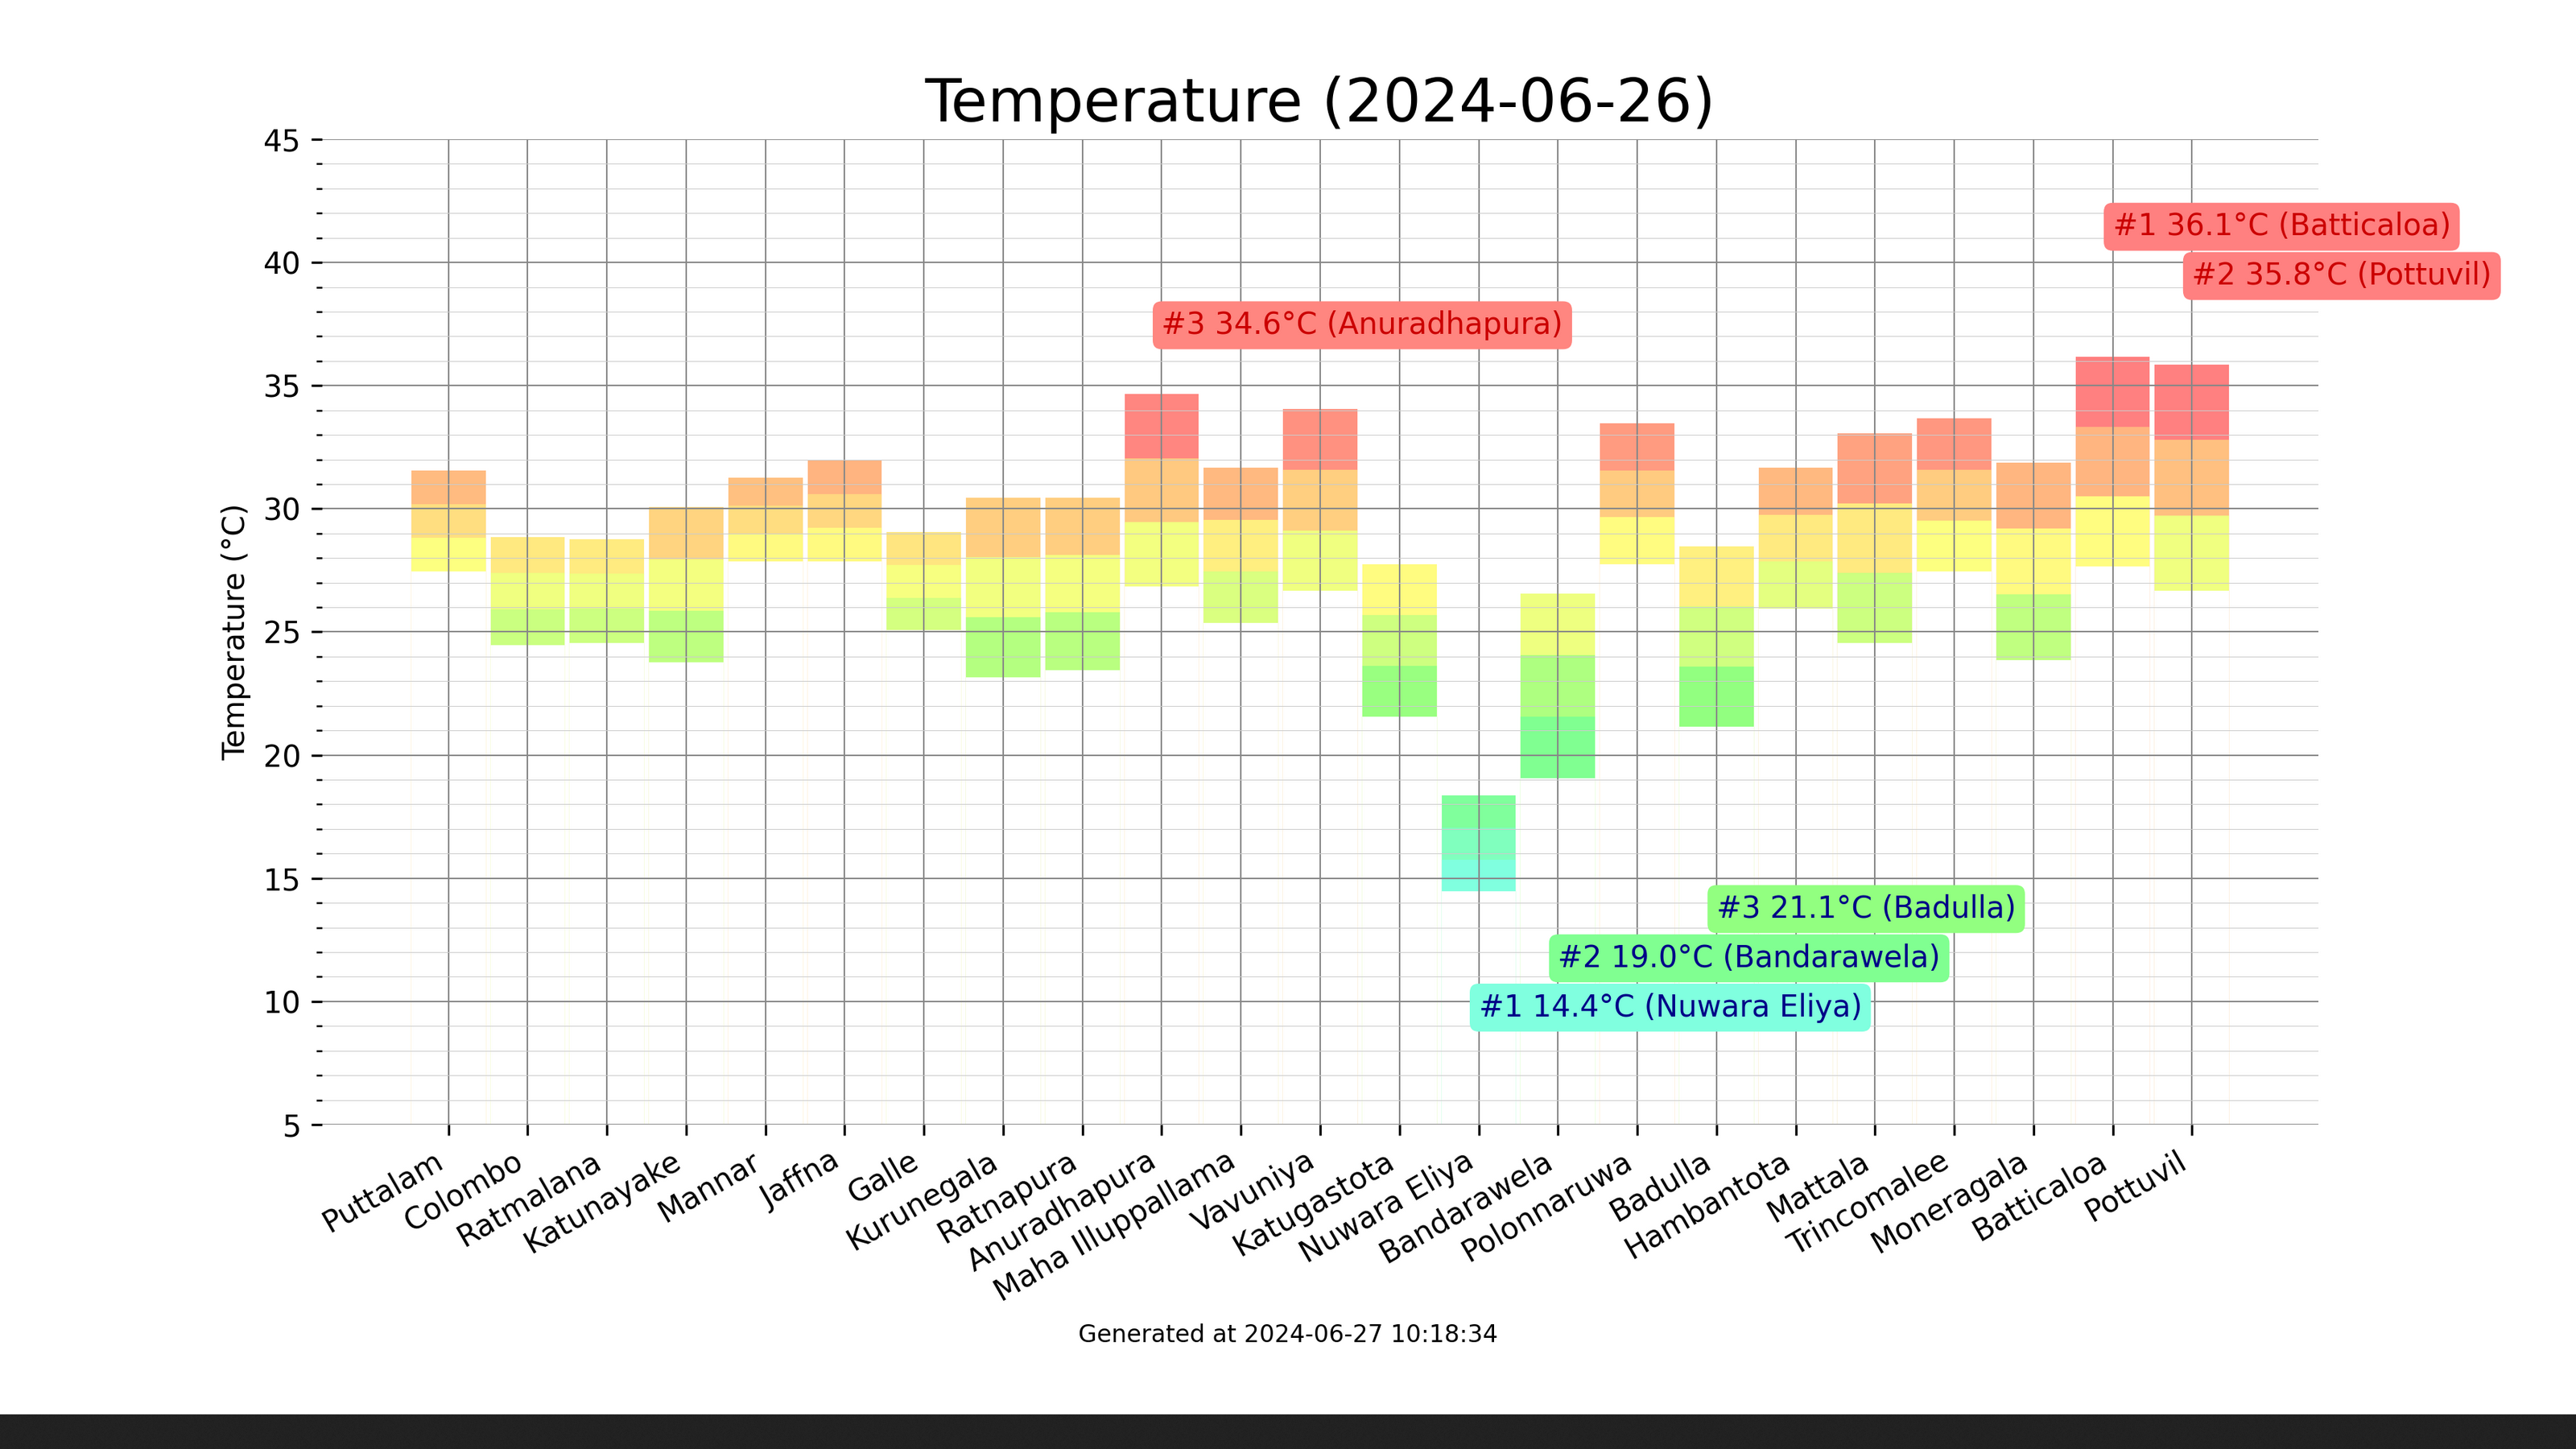 Temperature (2024-06-26)
45
40
35
30
25
20
15
10
5
Temperature (°C)
#1 36.1°C (Batticaloa)
#2 35.8°C (Pottuvil)
#3 34.6°C (Anuradhapura)
#3 21.1°C (Badulla)
#2 19.0°C (Bandarawela)
#1 14.4°C (Nuwara Eliya)
Puttalam
Colombo
Ratmalana
Katunayake
Mannar
Jaffna
Galle
Kurunegala
Ratnapura
Anuradhapura
Maha Illuppallama
Vavuniya
Katugastota
Nuwara Eliya
Bandarawela
Polonnaruwa
Badulla
Hambantota
Mattala
Trincomalee
Moneragala
Batticaloa
Pottuvil
Generated at 2024-06-27 10:18:34